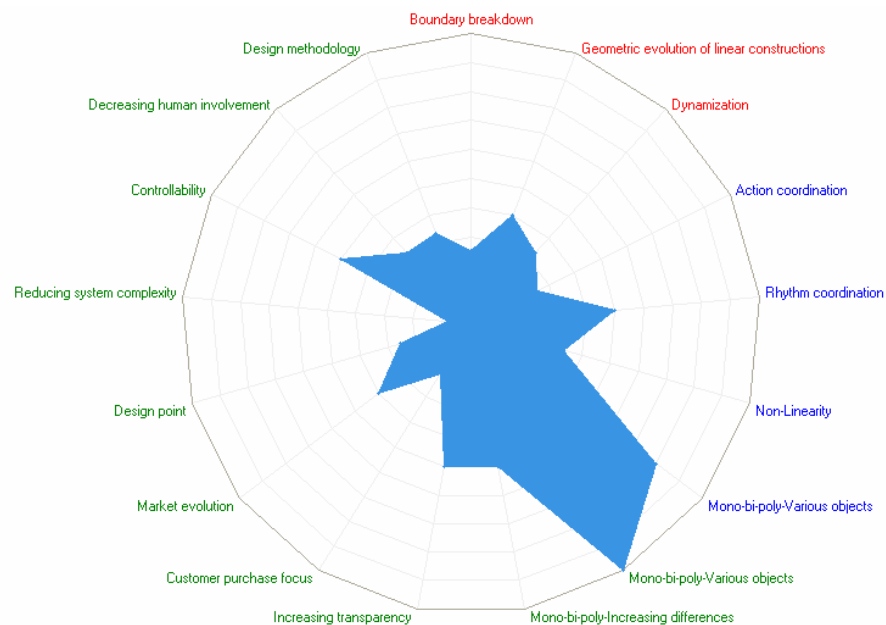 Boundary breakdown
Design methodology
Geometric evolution of linear constructions
Decreasing human involvement
Dynamization
Controllability
Action coordination
Reducing system complexity
Rhythm coordination
Design point
Non-Linearity
Market evolution
Mono-bi-poly-Various objects
Customer purchase focus
Mono-bi-poly-Various objects
Increasing transparency
Mono-bi-poly-Increasing differences